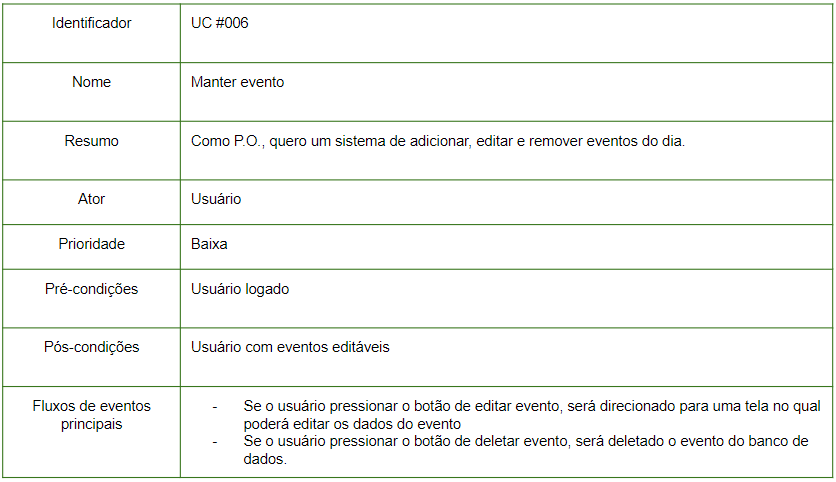 Identificador UC #006
Nome Manter evento
Resumo Como P.O., quero um sistema de adicionar, editar e remover eventos do dia.
Ator Usuário
Prioridade Baixa
Pré-condições Usuário logado
Pós-condições Usuário com eventos editáveis
Fluxos de eventos
principais
- Se o usuário pressionar o botão de editar evento, será direcionado para uma tela no qual
poderá editar os dados do evento
- Se o usuário pressionar o botão de deletar evento, será deletado o evento do banco de
dados.